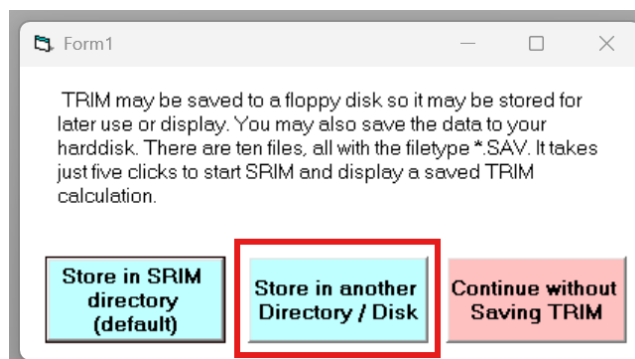 Form1
TRIM may be saved to a floppy disk so it may be stored for
later use or display. You may also save the data to your
harddisk. There are ten files, all with the filetype *.SAV. It takes
just five clicks to start SRIM and display a saved TRIM
calculation.
Store in SRIM
directory
(default)
Store in another
Directory / Disk
Continue without
Saving TRIM